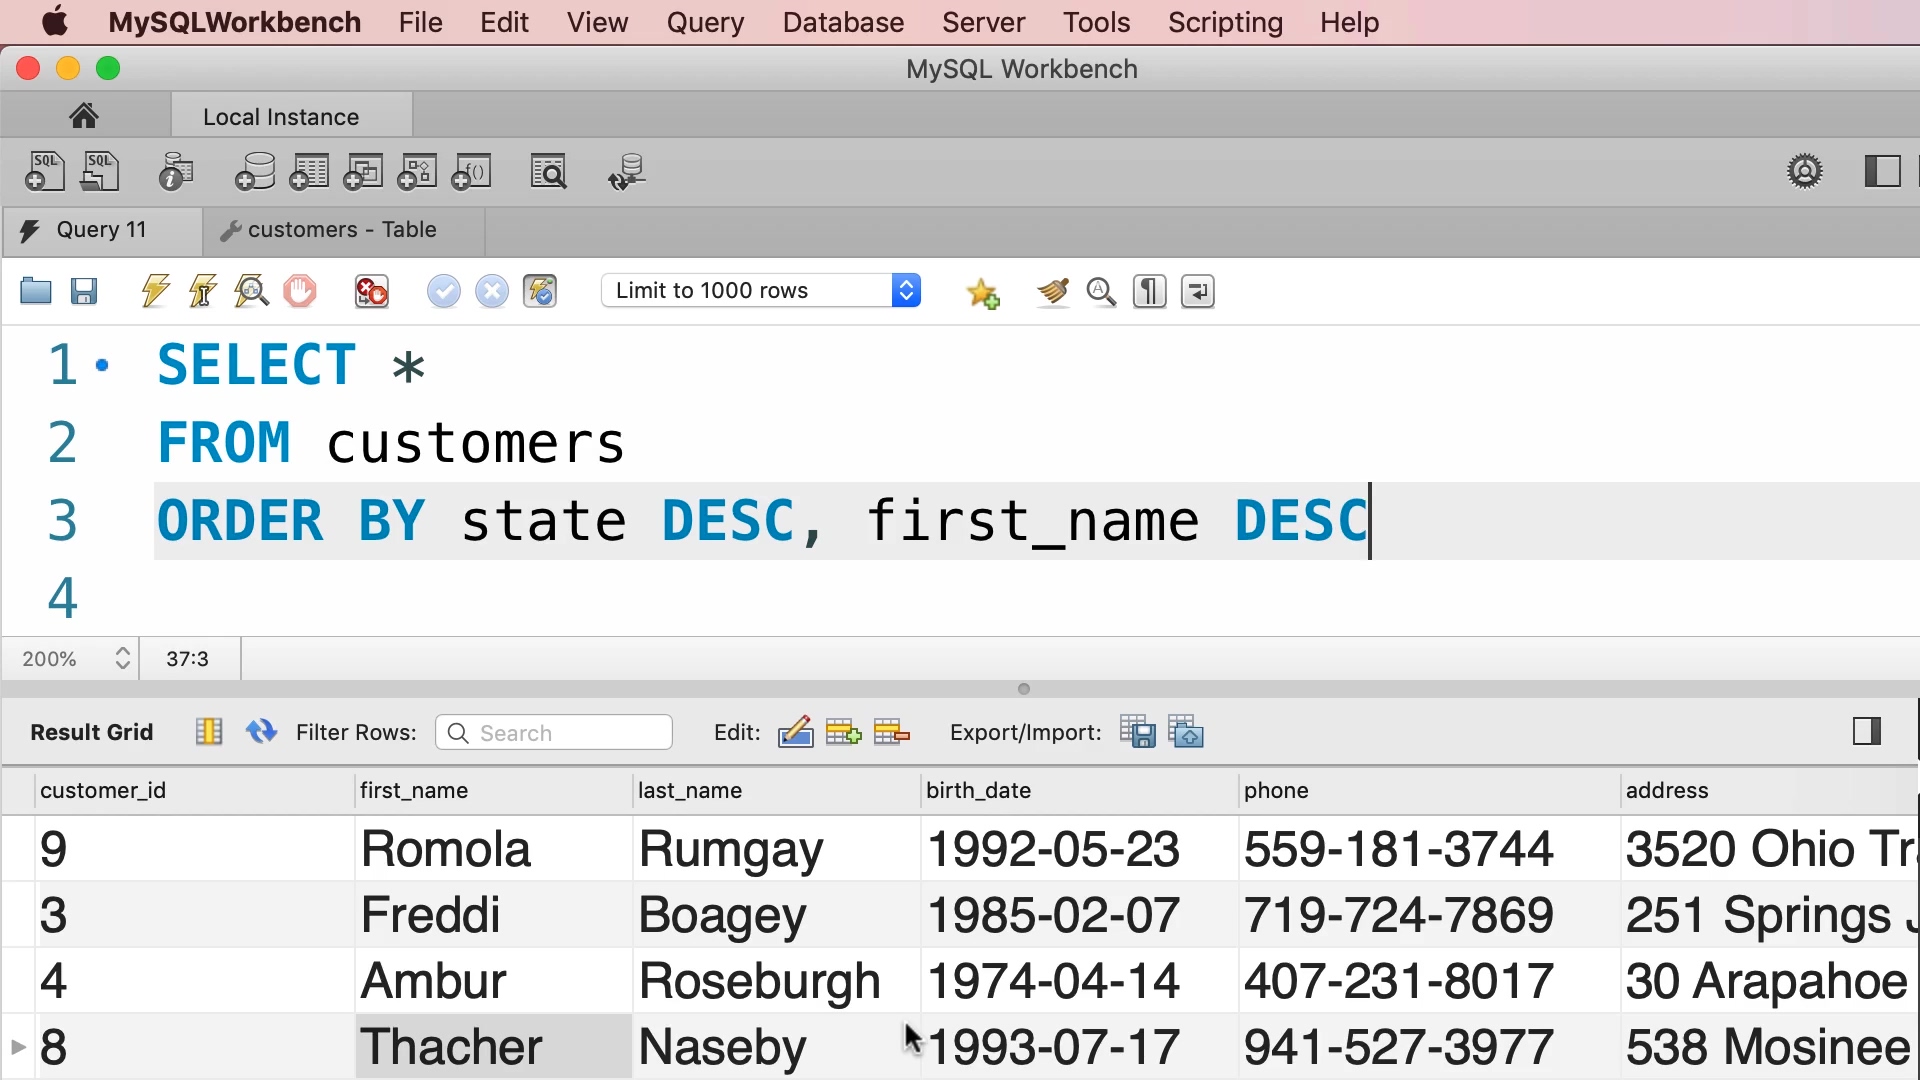 MySQLWorkbench File Edit View Query Database Server Tools Scripting Help
MySQL Workbench
Local Instance
Query 11 customers - Table
Limit to 1000 rows
1 SELECT *
2 FROM customers
3 ORDER BY state DESC, first_name DESC
4
200% 37:3
Result Grid Filter Rows: Search Edit: Export/Import:
customer_id first_name last_name birth_date phone address
9 Romola Rumgay 1992-05-23 559-181-3744 3520 Ohio
3 Freddi Boagey 1985-02-07 719-724-7869 251 Springs
4 Ambur Roseburgh 1974-04-14 407-231-8017 30 Arapahoe
8 Thacher Naseby 1993-07-17 941-527-3977 538 Mosinee